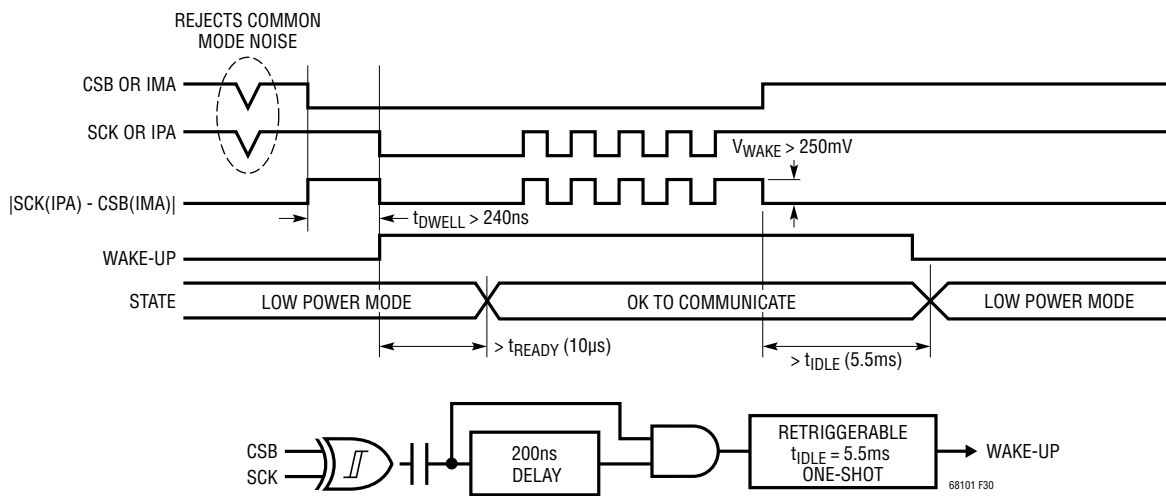 REJECTS COMMON
MODE NOISE
CSB OR IMA
SCK OR IPA
VWAKE > 250mV
|SCK(IPA) - CSB(IMA)|
tDWELL > 240ns
WAKE-UP
STATE
LOW POWER MODE
OK TO COMMUNICATE
LOW POWER MODE
> tREADY (10µs)
> tIDLE (5.5ms)
CSB
SCK
200ns
DELAY
RETRIGGERABLE
tIDLE = 5.5ms
ONE-SHOT
WAKE-UP
68101 F30